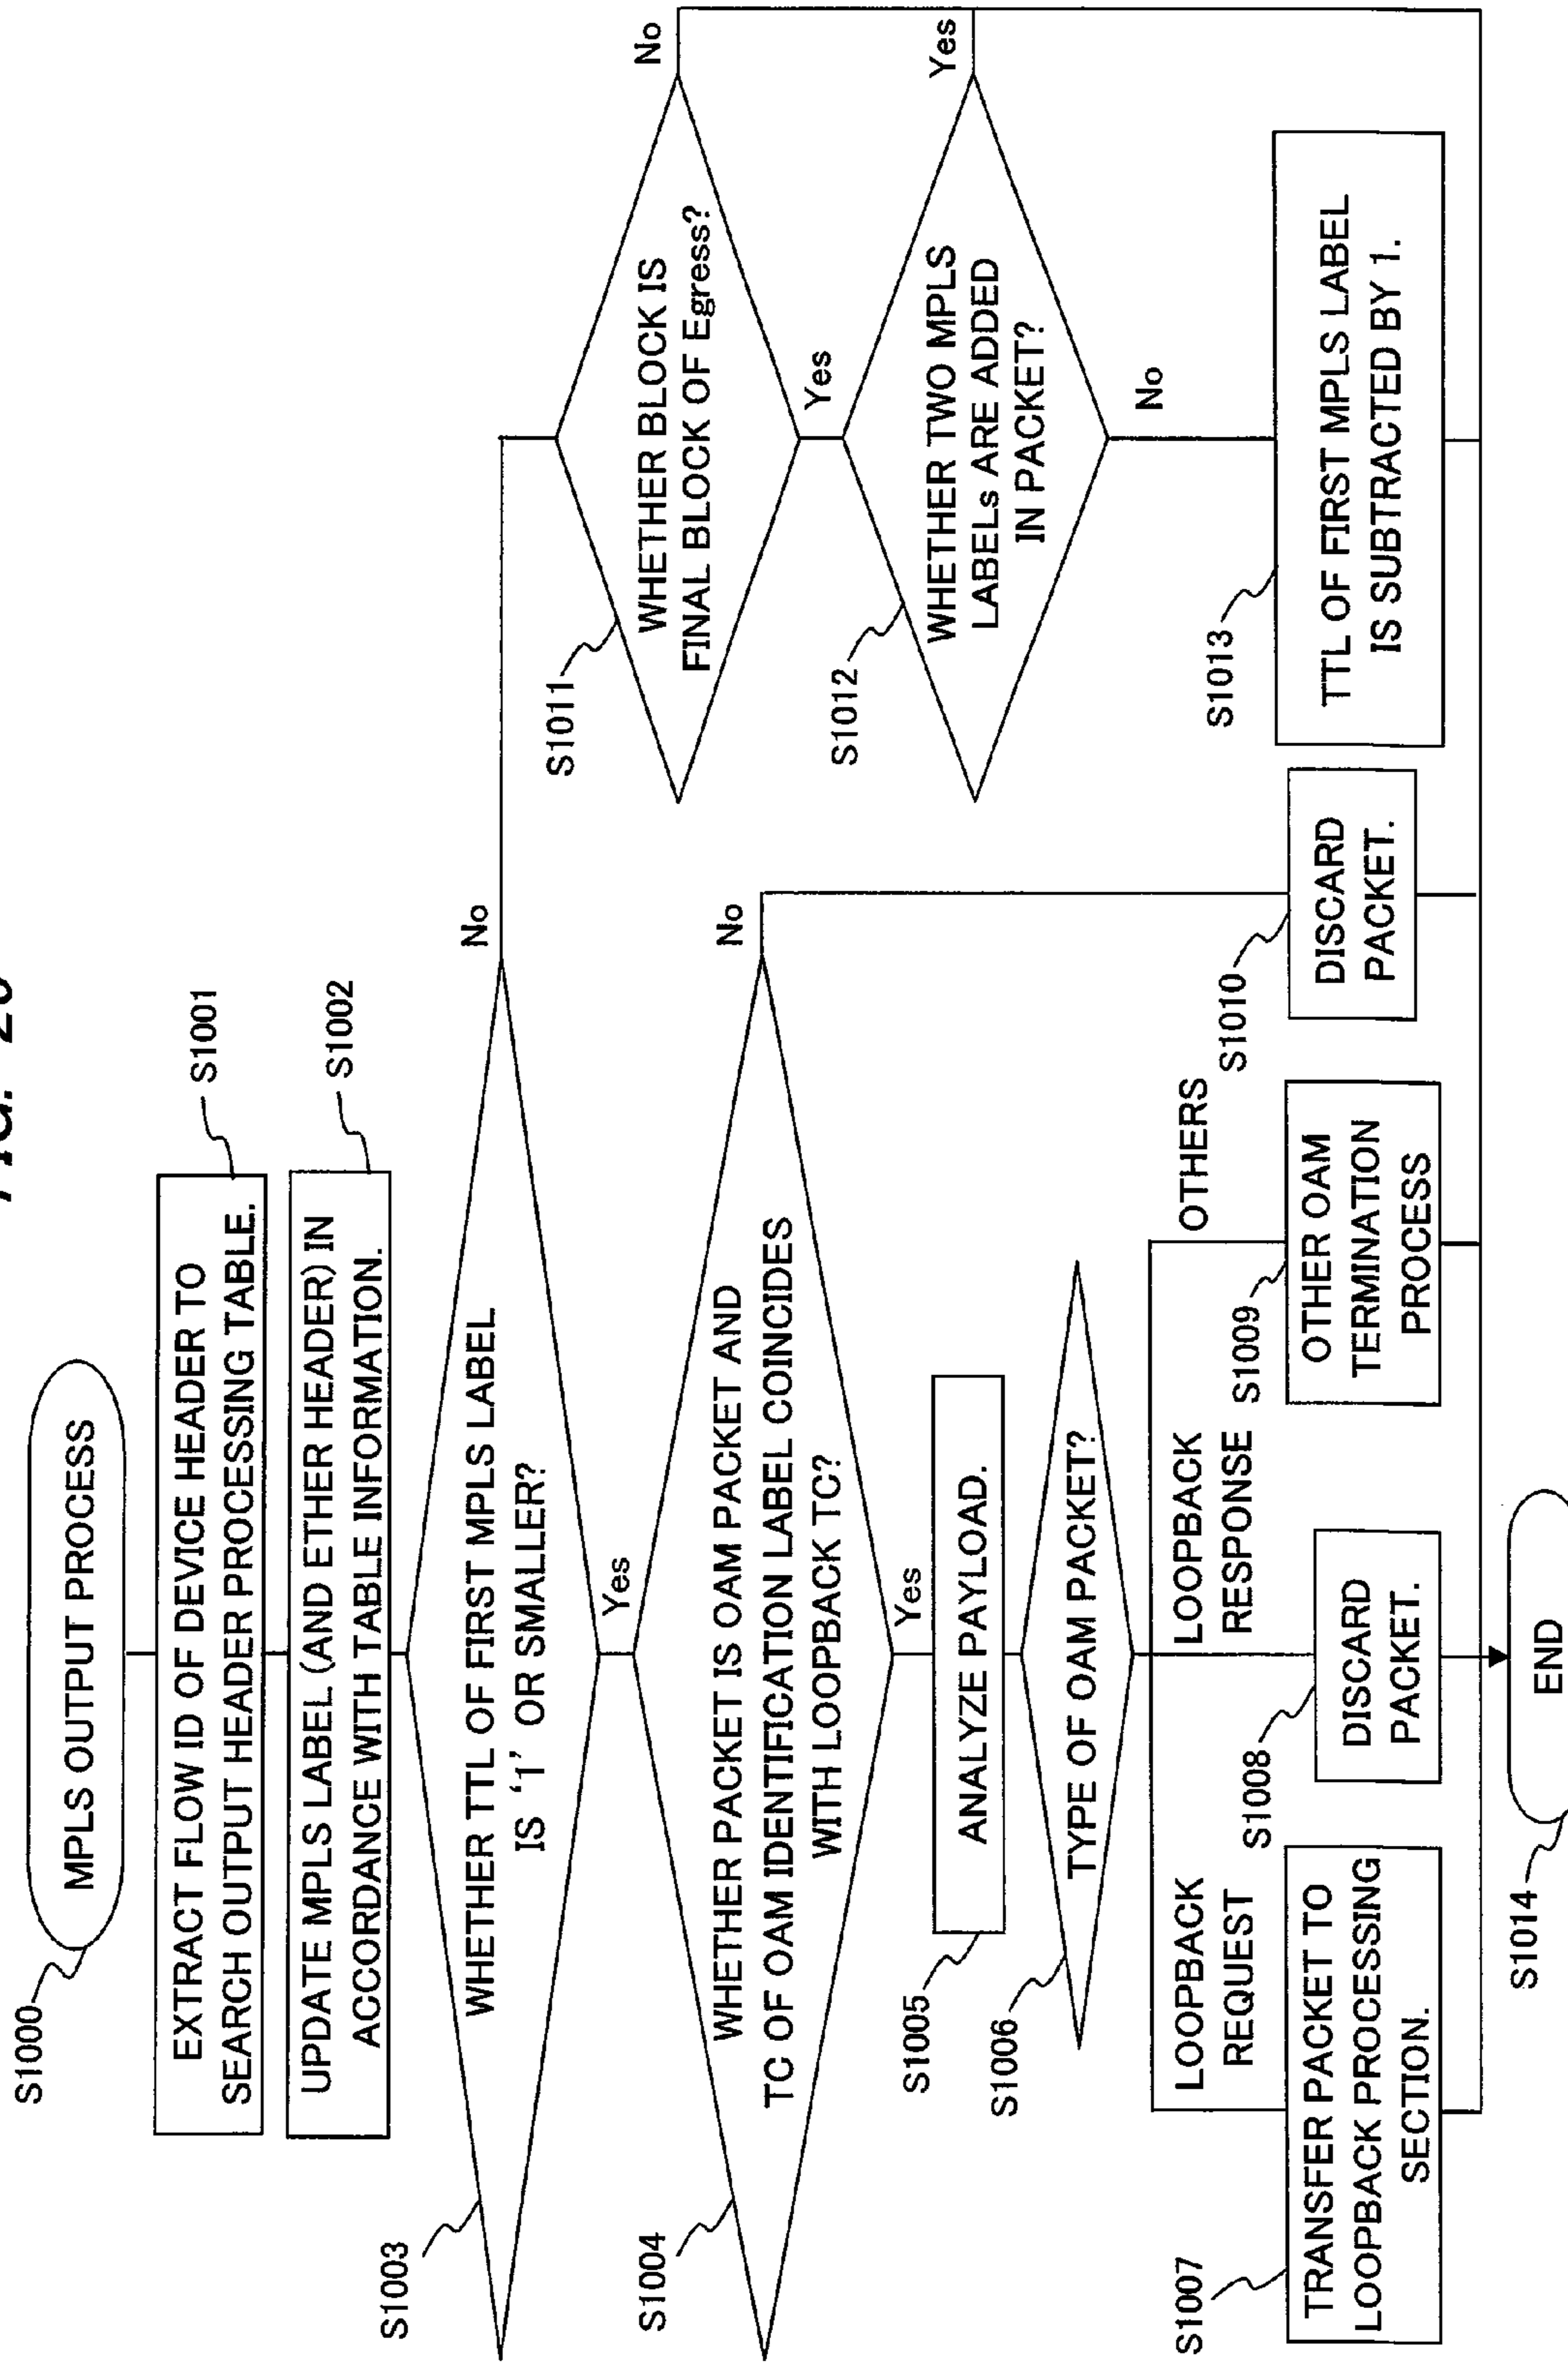 S1000
MPLS OUTPUT PROCESS
EXTRACT FLOW ID OF DEVICE HEADER TO
SEARCH OUTPUT HEADER PROCESSING TABLE.
S1001
UPDATE MPLS LABEL (AND ETHER HEADER) IN
ACCORDANCE WITH TABLE INFORMATION.
S1002
S1003
WHETHER TTL OF FIRST MPLS LABEL
IS '1' OR SMALLER?
No
Yes
S1004
WHETHER PACKET IS OAM PACKET AND
TC OF OAM IDENTIFICATION LABEL COINCIDES
WITH LOOPBACK TC?
No
Yes
S1005
ANALYZE PAYLOAD.
S1006
TYPE OF OAM PACKET?
LOOPBACK
REQUEST
LOOPBACK
RESPONSE
OTHERS
S1007
TRANSFER PACKET TO
LOOPBACK PROCESSING
SECTION.
S1008
DISCARD
PACKET.
S1009
OTHER OAM
TERMINATION
PROCESS
S1010
DISCARD
PACKET.
S1011
WHETHER BLOCK IS
FINAL BLOCK OF Egress?
No
Yes
S1012
WHETHER TWO MPLS
LABELs ARE ADDED
IN PACKET?
Yes
No
S1013
TTL OF FIRST MPLS LABEL
IS SUBTRACTED BY 1.
S1014
END